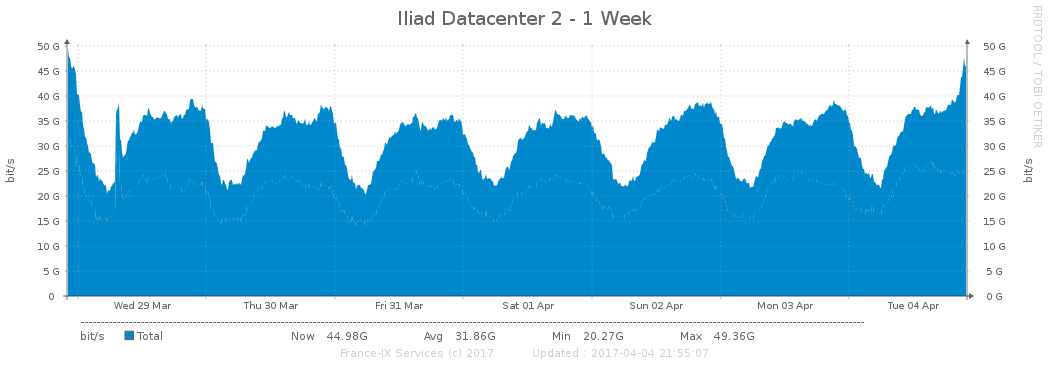 Iliad Datacenter 2 - 1 Week
RRDTOOL / TOBI OETIKER
bit/s
50 G 50 G
45 G 45 G
40 G 40 G
35 G 35 G
30 G 30 G
25 G 25 G
20 G 20 G
15 G 15 G
10 G 10 G
5 G 5 G
0 0 G
bit/s
Wed 29 Mar Thu 30 Mar Fri 31 Mar Sat 01 Apr Sun 02 Apr Mon 03 Apr Tue 04 Apr
bit/s Total Now 44.98G Avg 31.86G Min 20.27G Max 49.36G
France-IX Services (c) 2017 Updated : 2017-04-04 21:55:07